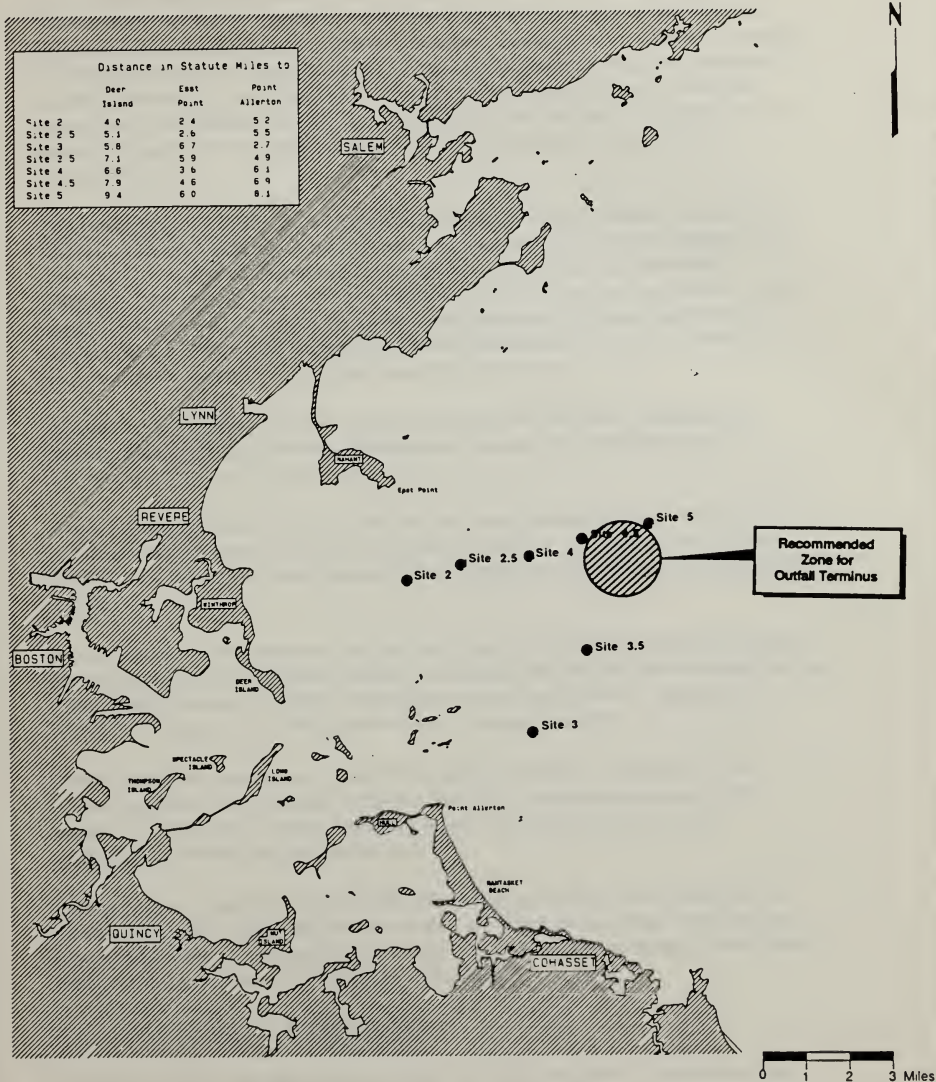 N
Distance in Statute Miles to
Deer Island East Point Point Allerton
Site 2 4.0 2.4 5.2
Site 2.5 5.1 2.6 5.5
Site 3 5.8 6.7 2.7
Site 3.5 7.1 5.9 4.9
Site 4 6.6 3.6 6.1
Site 4.5 7.9 4.6 6.9
Site 5 9.4 6.0 8.1
SALEM
LYNN
NAHANT
East Point
REVERE
Site 5
Site 4.5
Site 4
Site 2.5
Site 2
Recommended
Zone for
Outfall Terminus
WINTHROP
Site 3.5
BOSTON
DEER
ISLAND
Site 3
SPECTACLE
ISLAND
THOMPSON
ISLAND
LONG
ISLAND
Point Allerton
HULL
NANTASKET
BEACH
QUINCY
NUT
ISLAND
COHASSET
0 1 2 3 Miles